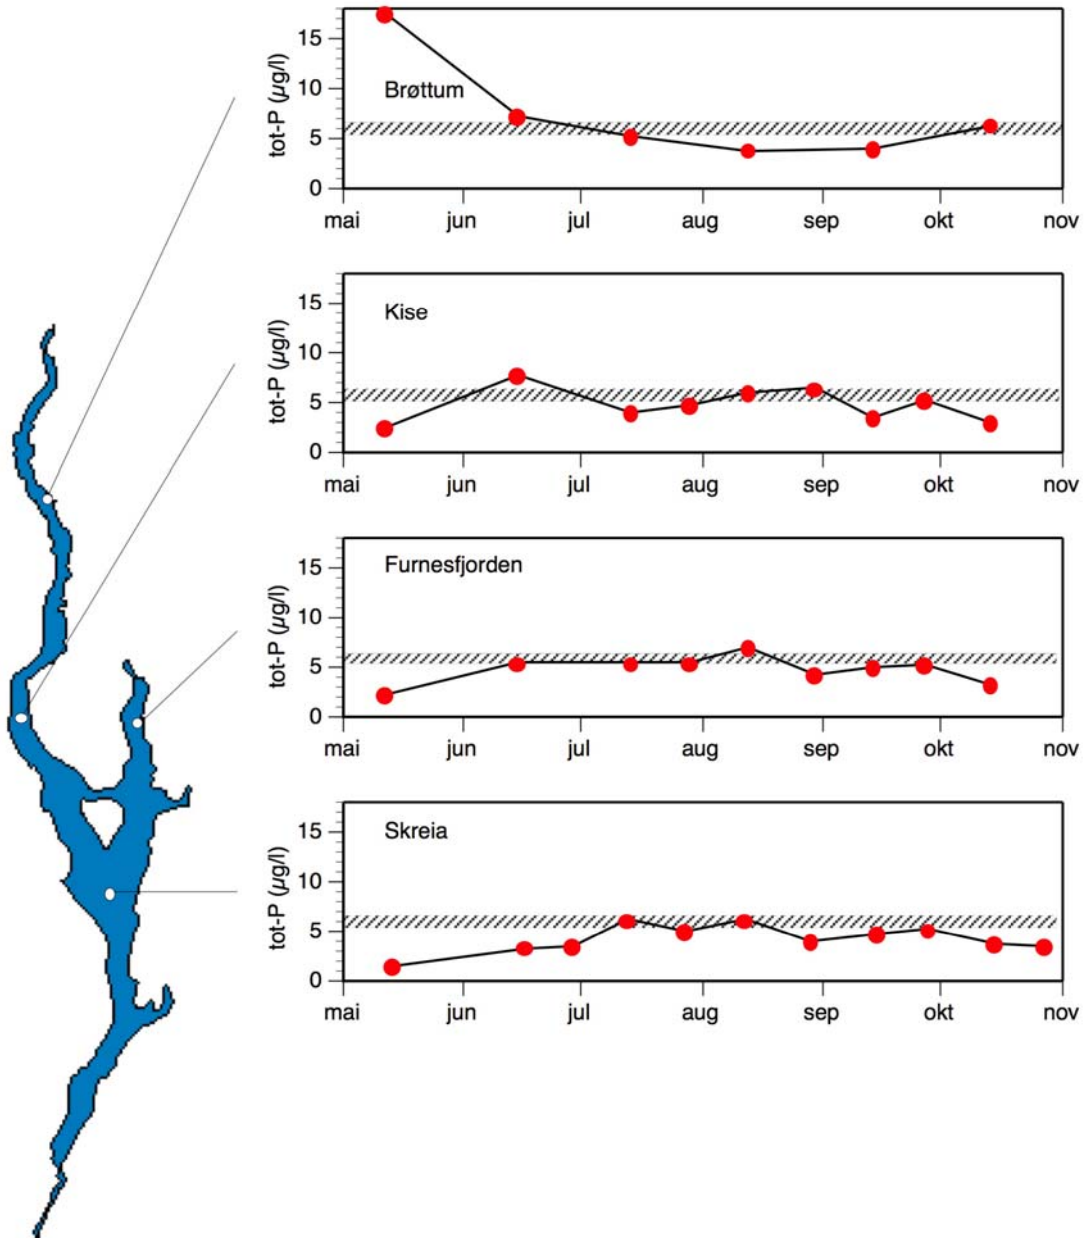 tot-P (µg/l)
15
10
5
0
Brøttum
mai jun jul aug sep okt nov
tot-P (µg/l)
15
10
5
0
Kise
mai jun jul aug sep okt nov
tot-P (µg/l)
15
10
5
0
Furnesfjorden
mai jun jul aug sep okt nov
tot-P (µg/l)
15
10
5
0
Skreia
mai jun jul aug sep okt nov